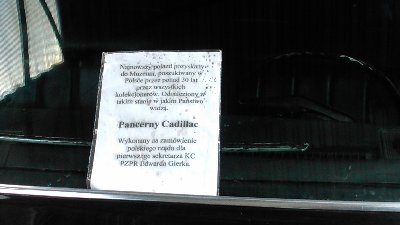 Najnowszy pojazd pozyskany
do Muzeum, poszukiwany w
Polsce przez ponad 30 lat
przez wszystkich
kolekcjonerów. Odnaleziony w
takim stanie w jakim Państwo
widzą.
Pancerny Cadillac
Wykonany na zamówienie
polskiego rządu dla
pierwszego sekretarza KC
PZPR Edwarda Gierka.